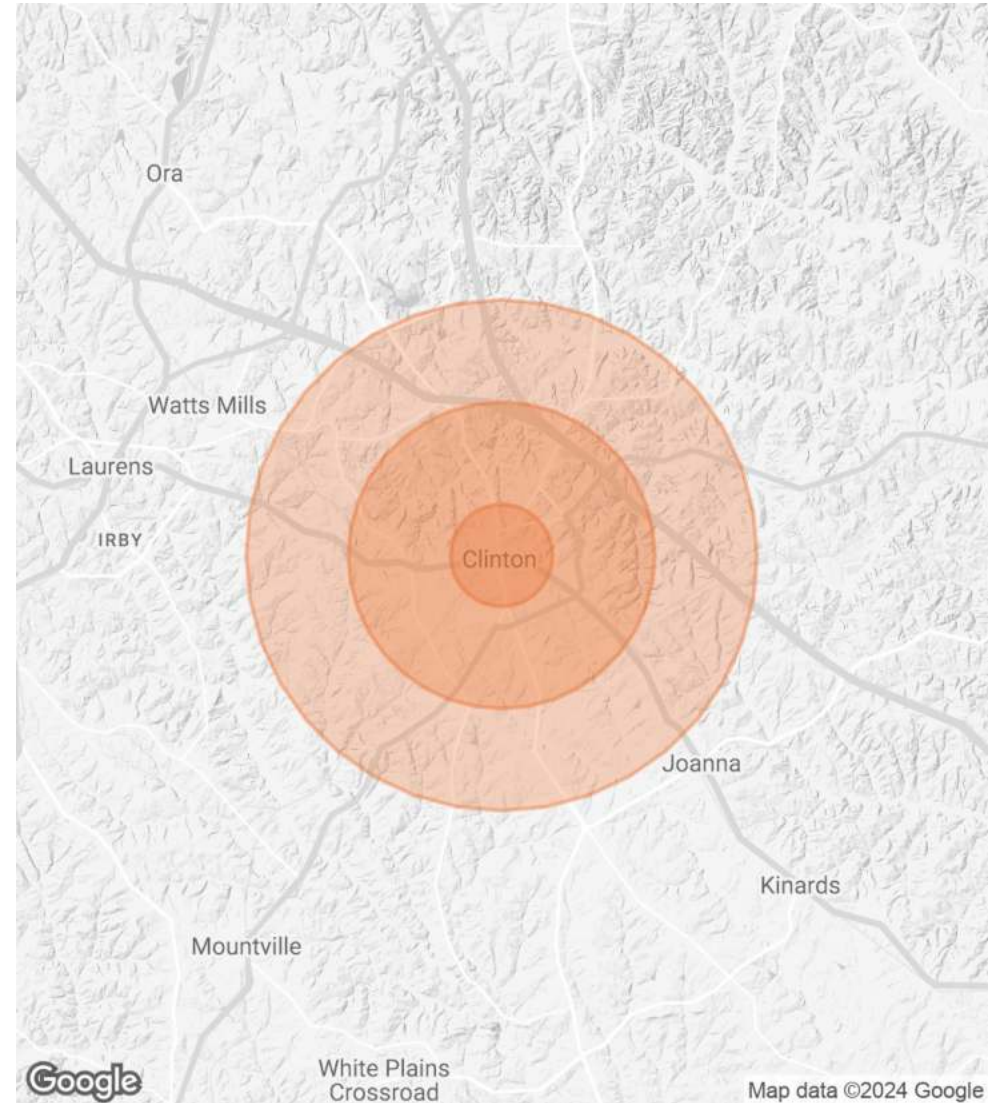 Ora
Watts Mills
Laurens
IRBY
Clinton
Joanna
Kinards
Mountville
White Plains
Crossroad
Google
Map data ©2024 Google